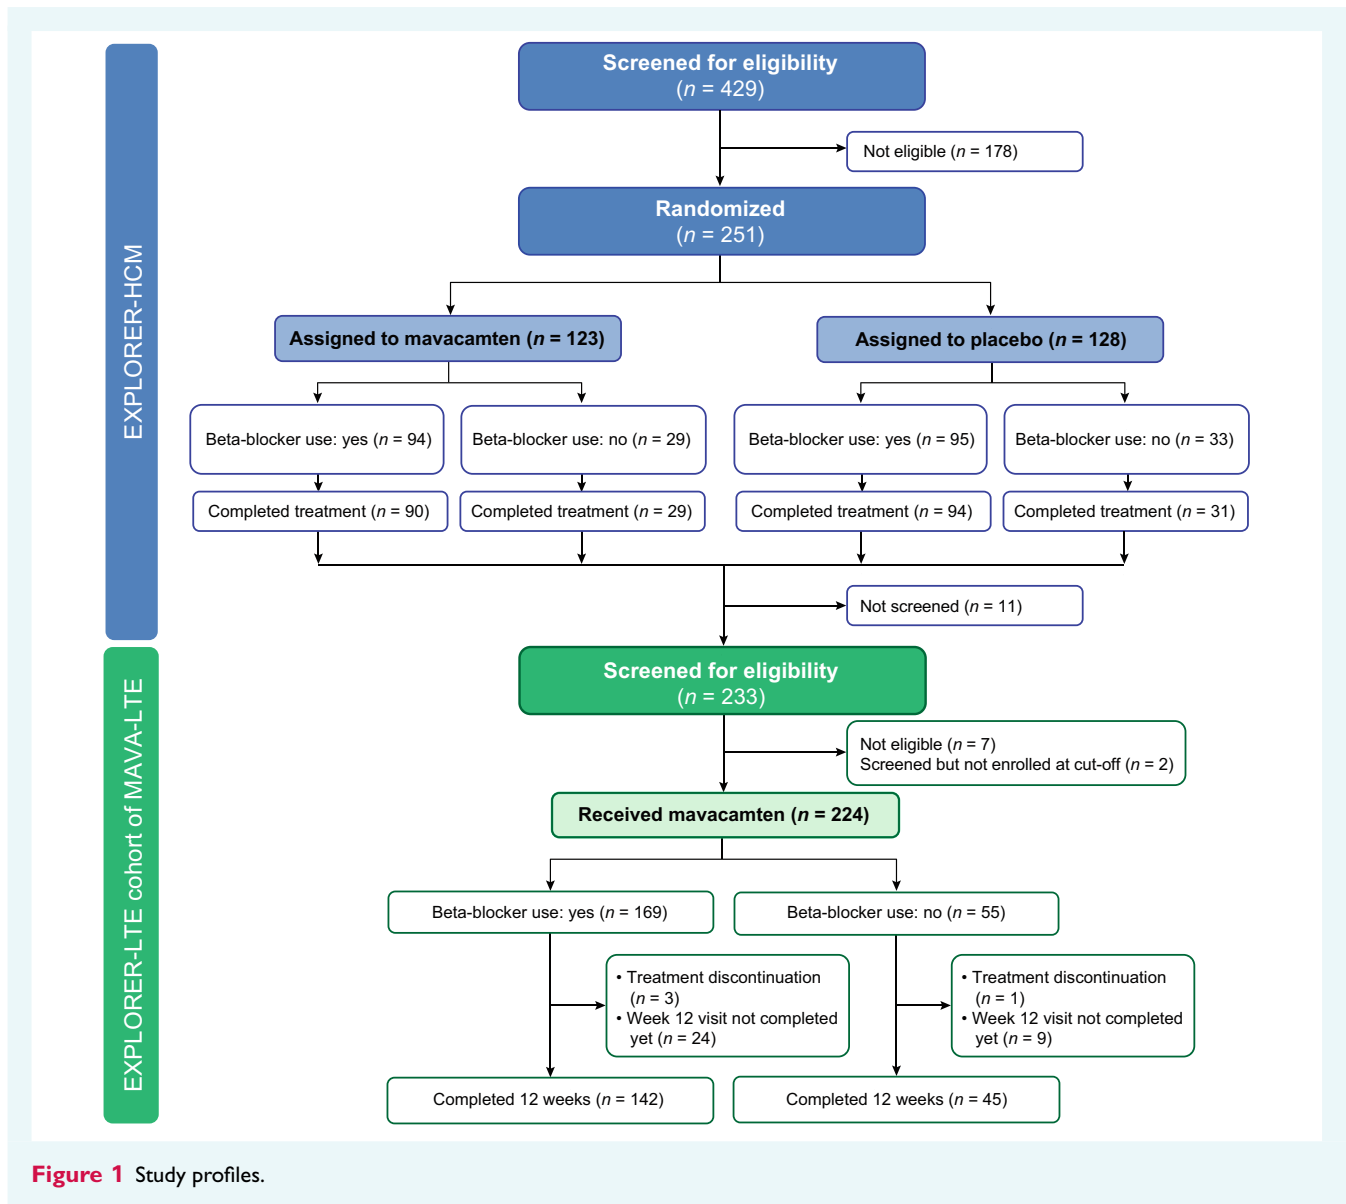 EXPLORER-HCM
Screened for eligibility
(n = 429)
Not eligible (n = 178)
Randomized
(n = 251)
Assigned to mavacamten (n = 123)
Assigned to placebo (n = 128)
Beta-blocker use: yes (n = 94)
Beta-blocker use: no (n = 29)
Beta-blocker use: yes (n = 95)
Beta-blocker use: no (n = 33)
Completed treatment (n = 90)
Completed treatment (n = 29)
Completed treatment (n = 94)
Completed treatment (n = 31)
Not screened (n = 11)
EXPLORER-LTE cohort of MAVA-LTE
Screened for eligibility
(n = 233)
Not eligible (n = 7)
Screened but not enrolled at cut-off (n = 2)
Received mavacamten (n = 224)
Beta-blocker use: yes (n = 169)
Beta-blocker use: no (n = 55)
• Treatment discontinuation
(n = 3)
• Week 12 visit not completed
yet (n = 24)
• Treatment discontinuation
(n = 1)
• Week 12 visit not completed
yet (n = 9)
Completed 12 weeks (n = 142)
Completed 12 weeks (n = 45)
Figure 1 Study profiles.